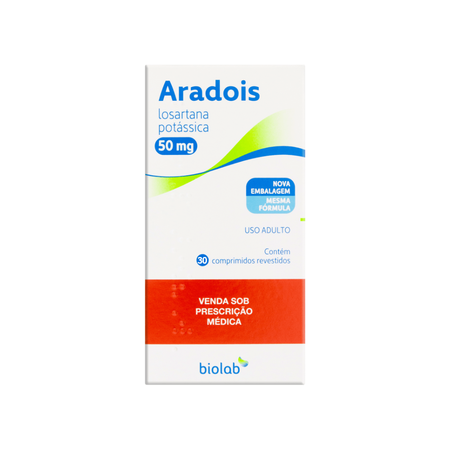 Aradois
losartana
potássica
50 mg
NOVA
EMBALAGEM
MESMA
FÓRMULA
USO ADULTO
Contém
30 comprimidos revestidos
VENDA SOB
PRESCRIÇÃO
MÉDICA
biolab